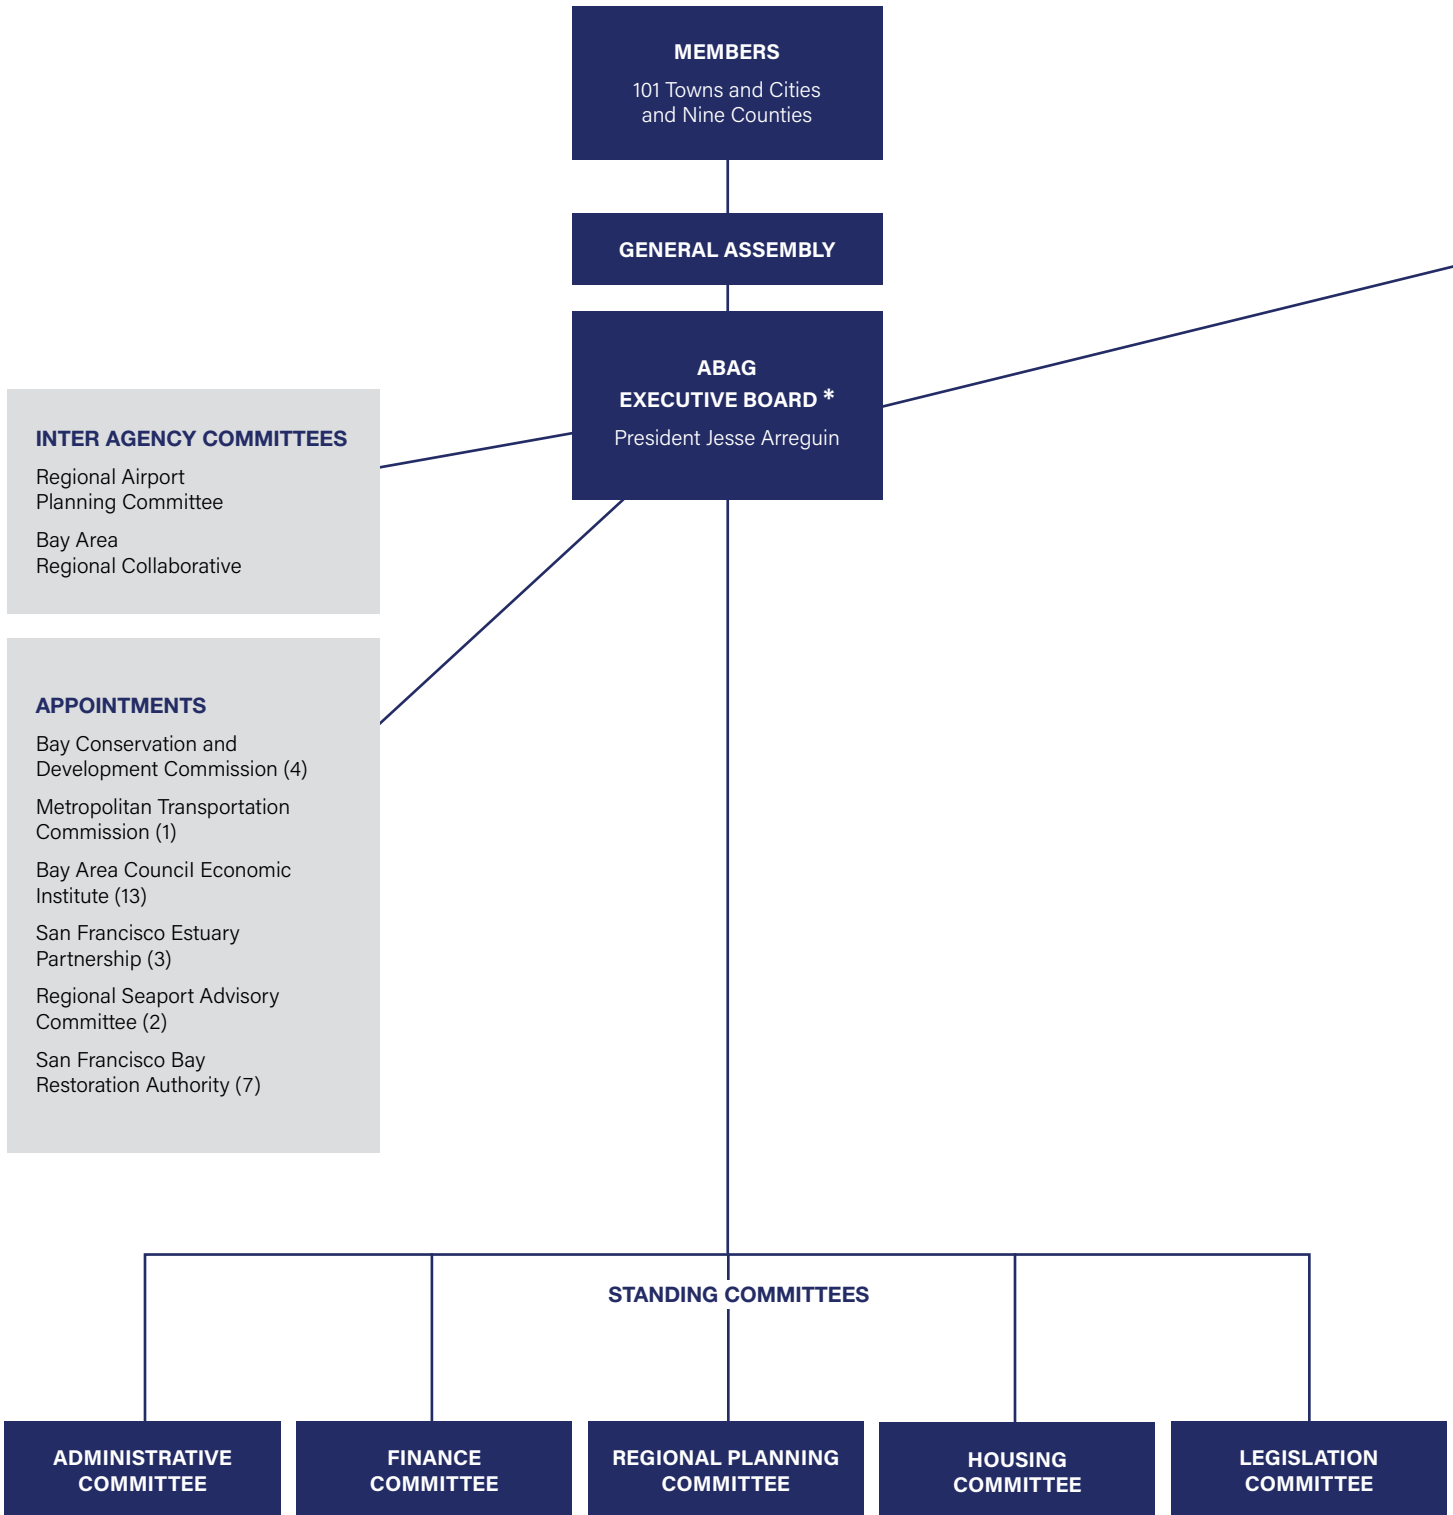 MEMBERS
101 Towns and Cities
and Nine Counties
GENERAL ASSEMBLY
ABAG
EXECUTIVE BOARD *
President Jesse Arreguin
INTER AGENCY COMMITTEES
Regional Airport
Planning Committee
Bay Area
Regional Collaborative
APPOINTMENTS
Bay Conservation and
Development Commission (4)
Metropolitan Transportation
Commission (1)
Bay Area Council Economic
Institute (13)
San Francisco Estuary
Partnership (3)
Regional Seaport Advisory
Committee (2)
San Francisco Bay
Restoration Authority (7)
STANDING COMMITTEES
ADMINISTRATIVE
COMMITTEE
FINANCE
COMMITTEE
REGIONAL PLANNING
COMMITTEE
HOUSING
COMMITTEE
LEGISLATION
COMMITTEE